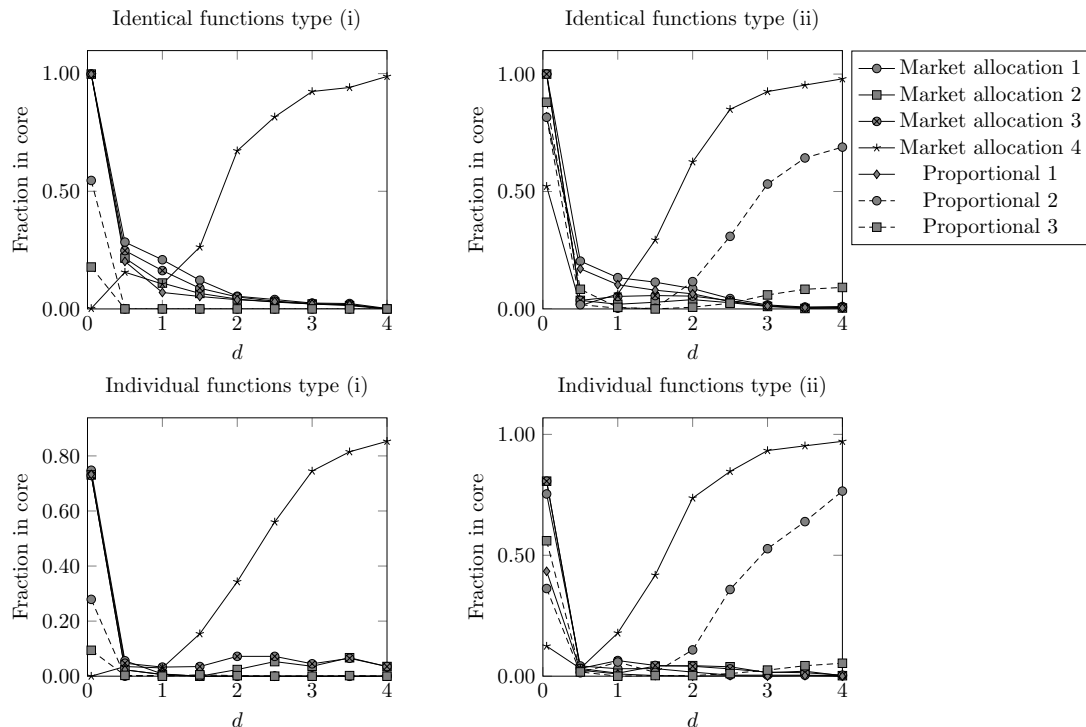 Identical functions type (i)
Fraction in core
1.00
0.50
0.00
0 1 2 3 4
d
Identical functions type (ii)
Fraction in core
1.00
0.50
0.00
0 1 2 3 4
d
Market allocation 1
Market allocation 2
Market allocation 3
Market allocation 4
Proportional 1
Proportional 2
Proportional 3
Individual functions type (i)
Fraction in core
0.80
0.60
0.40
0.20
0.00
0 1 2 3 4
d
Individual functions type (ii)
Fraction in core
1.00
0.50
0.00
0 1 2 3 4
d